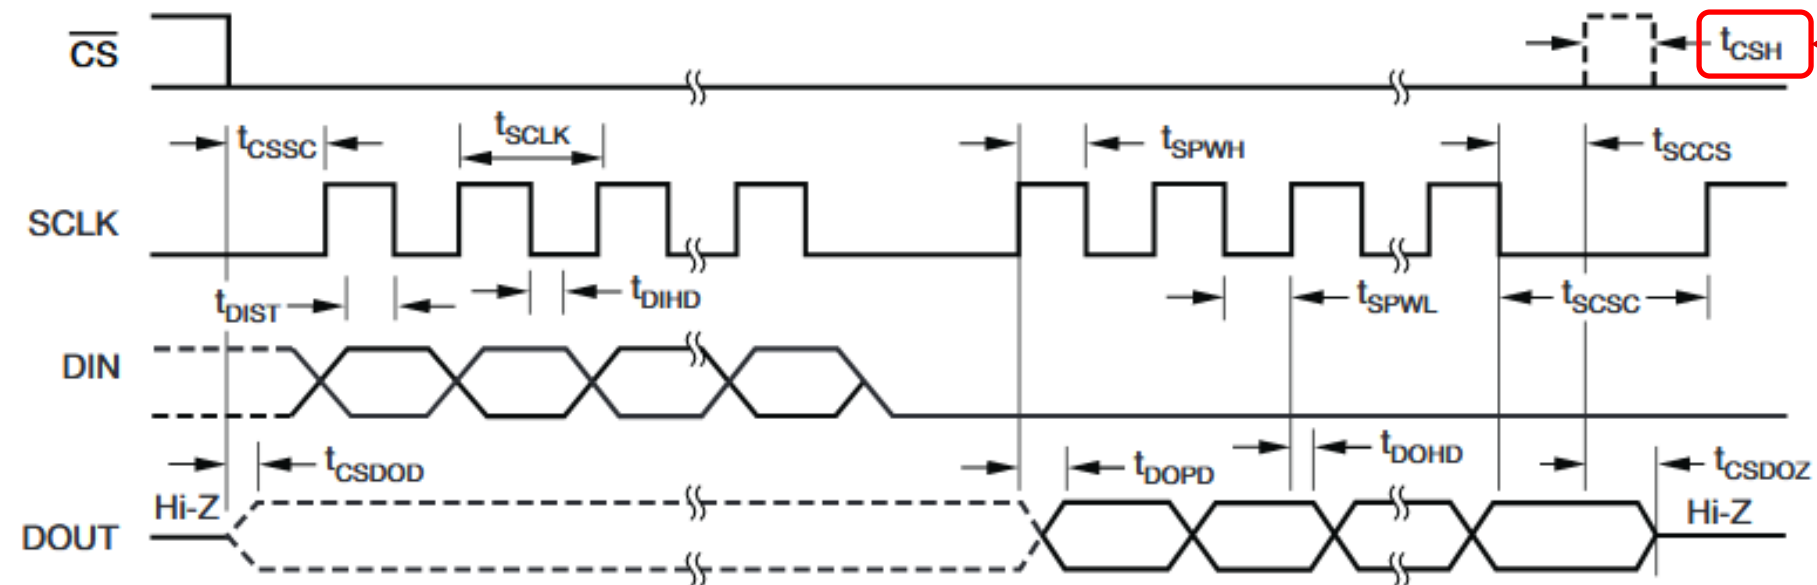 CS
tCSH
tCSSC
tSCLK
tSPWH
tSCCS
SCLK
tDIST
tDIHD
tSPWL
tSCSC
DIN
tCSDOD
tDOPD
tDOHD
tCSDOZ
Hi-Z
Hi-Z
DOUT